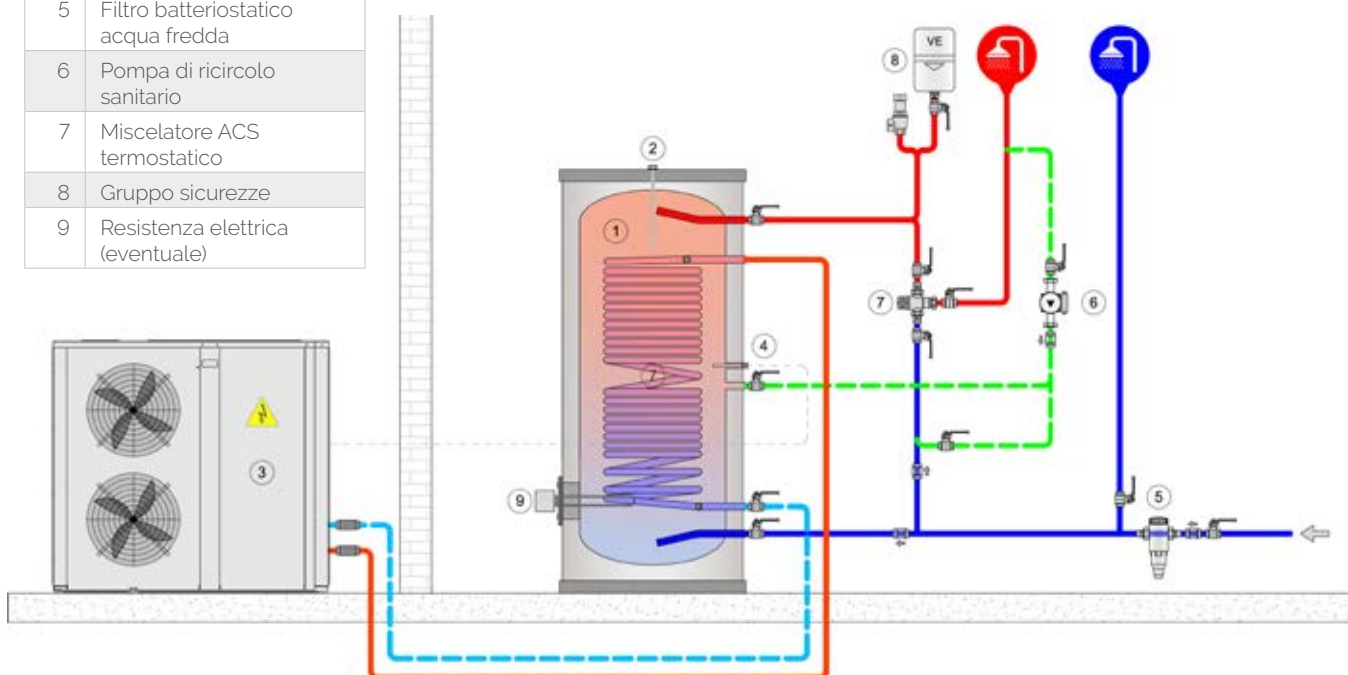 5 Filtro batteriostatico
acqua fredda
6 Pompa di ricircolo
sanitario
7 Miscelatore ACS
termostatico
8 Gruppo sicurezze
9 Resistenza elettrica
(eventuale)
VE
8
2
1
7
6
4
7
3
9
5